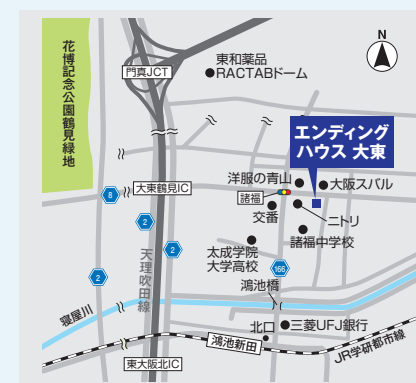 花博記念公園鶴見緑地
門真JCT
東和薬品
RACTABドーム
N
エンディング
ハウス 大東
洋服の青山
大阪スバル
諸福
大東鶴見IC
8
2
2
2
交番
ニトリ
諸福中学校
太成学院
大学高校
天理吹田線
166
鴻池橋
寝屋川
北口
三菱UFJ銀行
鴻池新田
JR学研都市線
東大阪北IC